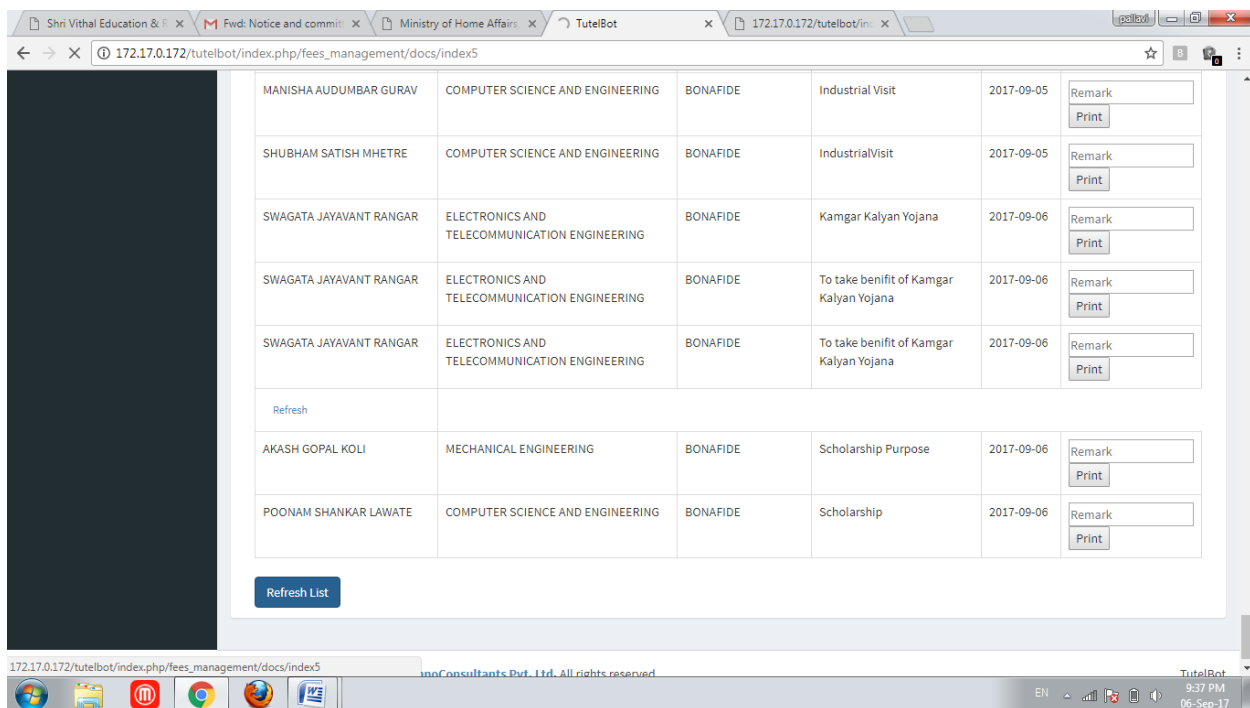 Shri Vithal Education & R
Fwd: Notice and commit
Ministry of Home Affairs
TutelBot
172.17.0.172/tutelbot/ind
pallavi
172.17.0.172/tutelbot/index.php/fees_management/docs/index5
MANISHA AUDUMBAR GURAV COMPUTER SCIENCE AND ENGINEERING BONAFIDE Industrial Visit 2017-09-05 Remark
Print
SHUBHAM SATISH MHETRE COMPUTER SCIENCE AND ENGINEERING BONAFIDE IndustrialVisit 2017-09-05 Remark
Print
SWAGATA JAYAVANT RANGAR ELECTRONICS AND BONAFIDE Kamgar Kalyan Yojana 2017-09-06 Remark
TELECOMMUNICATION ENGINEERING Print
SWAGATA JAYAVANT RANGAR ELECTRONICS AND BONAFIDE To take benifit of Kamgar 2017-09-06 Remark
TELECOMMUNICATION ENGINEERING Kalyan Yojana Print
SWAGATA JAYAVANT RANGAR ELECTRONICS AND BONAFIDE To take benifit of Kamgar 2017-09-06 Remark
TELECOMMUNICATION ENGINEERING Kalyan Yojana Print
Refresh
AKASH GOPAL KOLI MECHANICAL ENGINEERING BONAFIDE Scholarship Purpose 2017-09-06 Remark
Print
POONAM SHANKAR LAWATE COMPUTER SCIENCE AND ENGINEERING BONAFIDE Scholarship 2017-09-06 Remark
Print
Refresh List
172.17.0.172/tutelbot/index.php/fees_management/docs/index5
noConsultants Pvt. Ltd. All rights reserved TutelBot
EN 9:37 PM
06-Sep-17